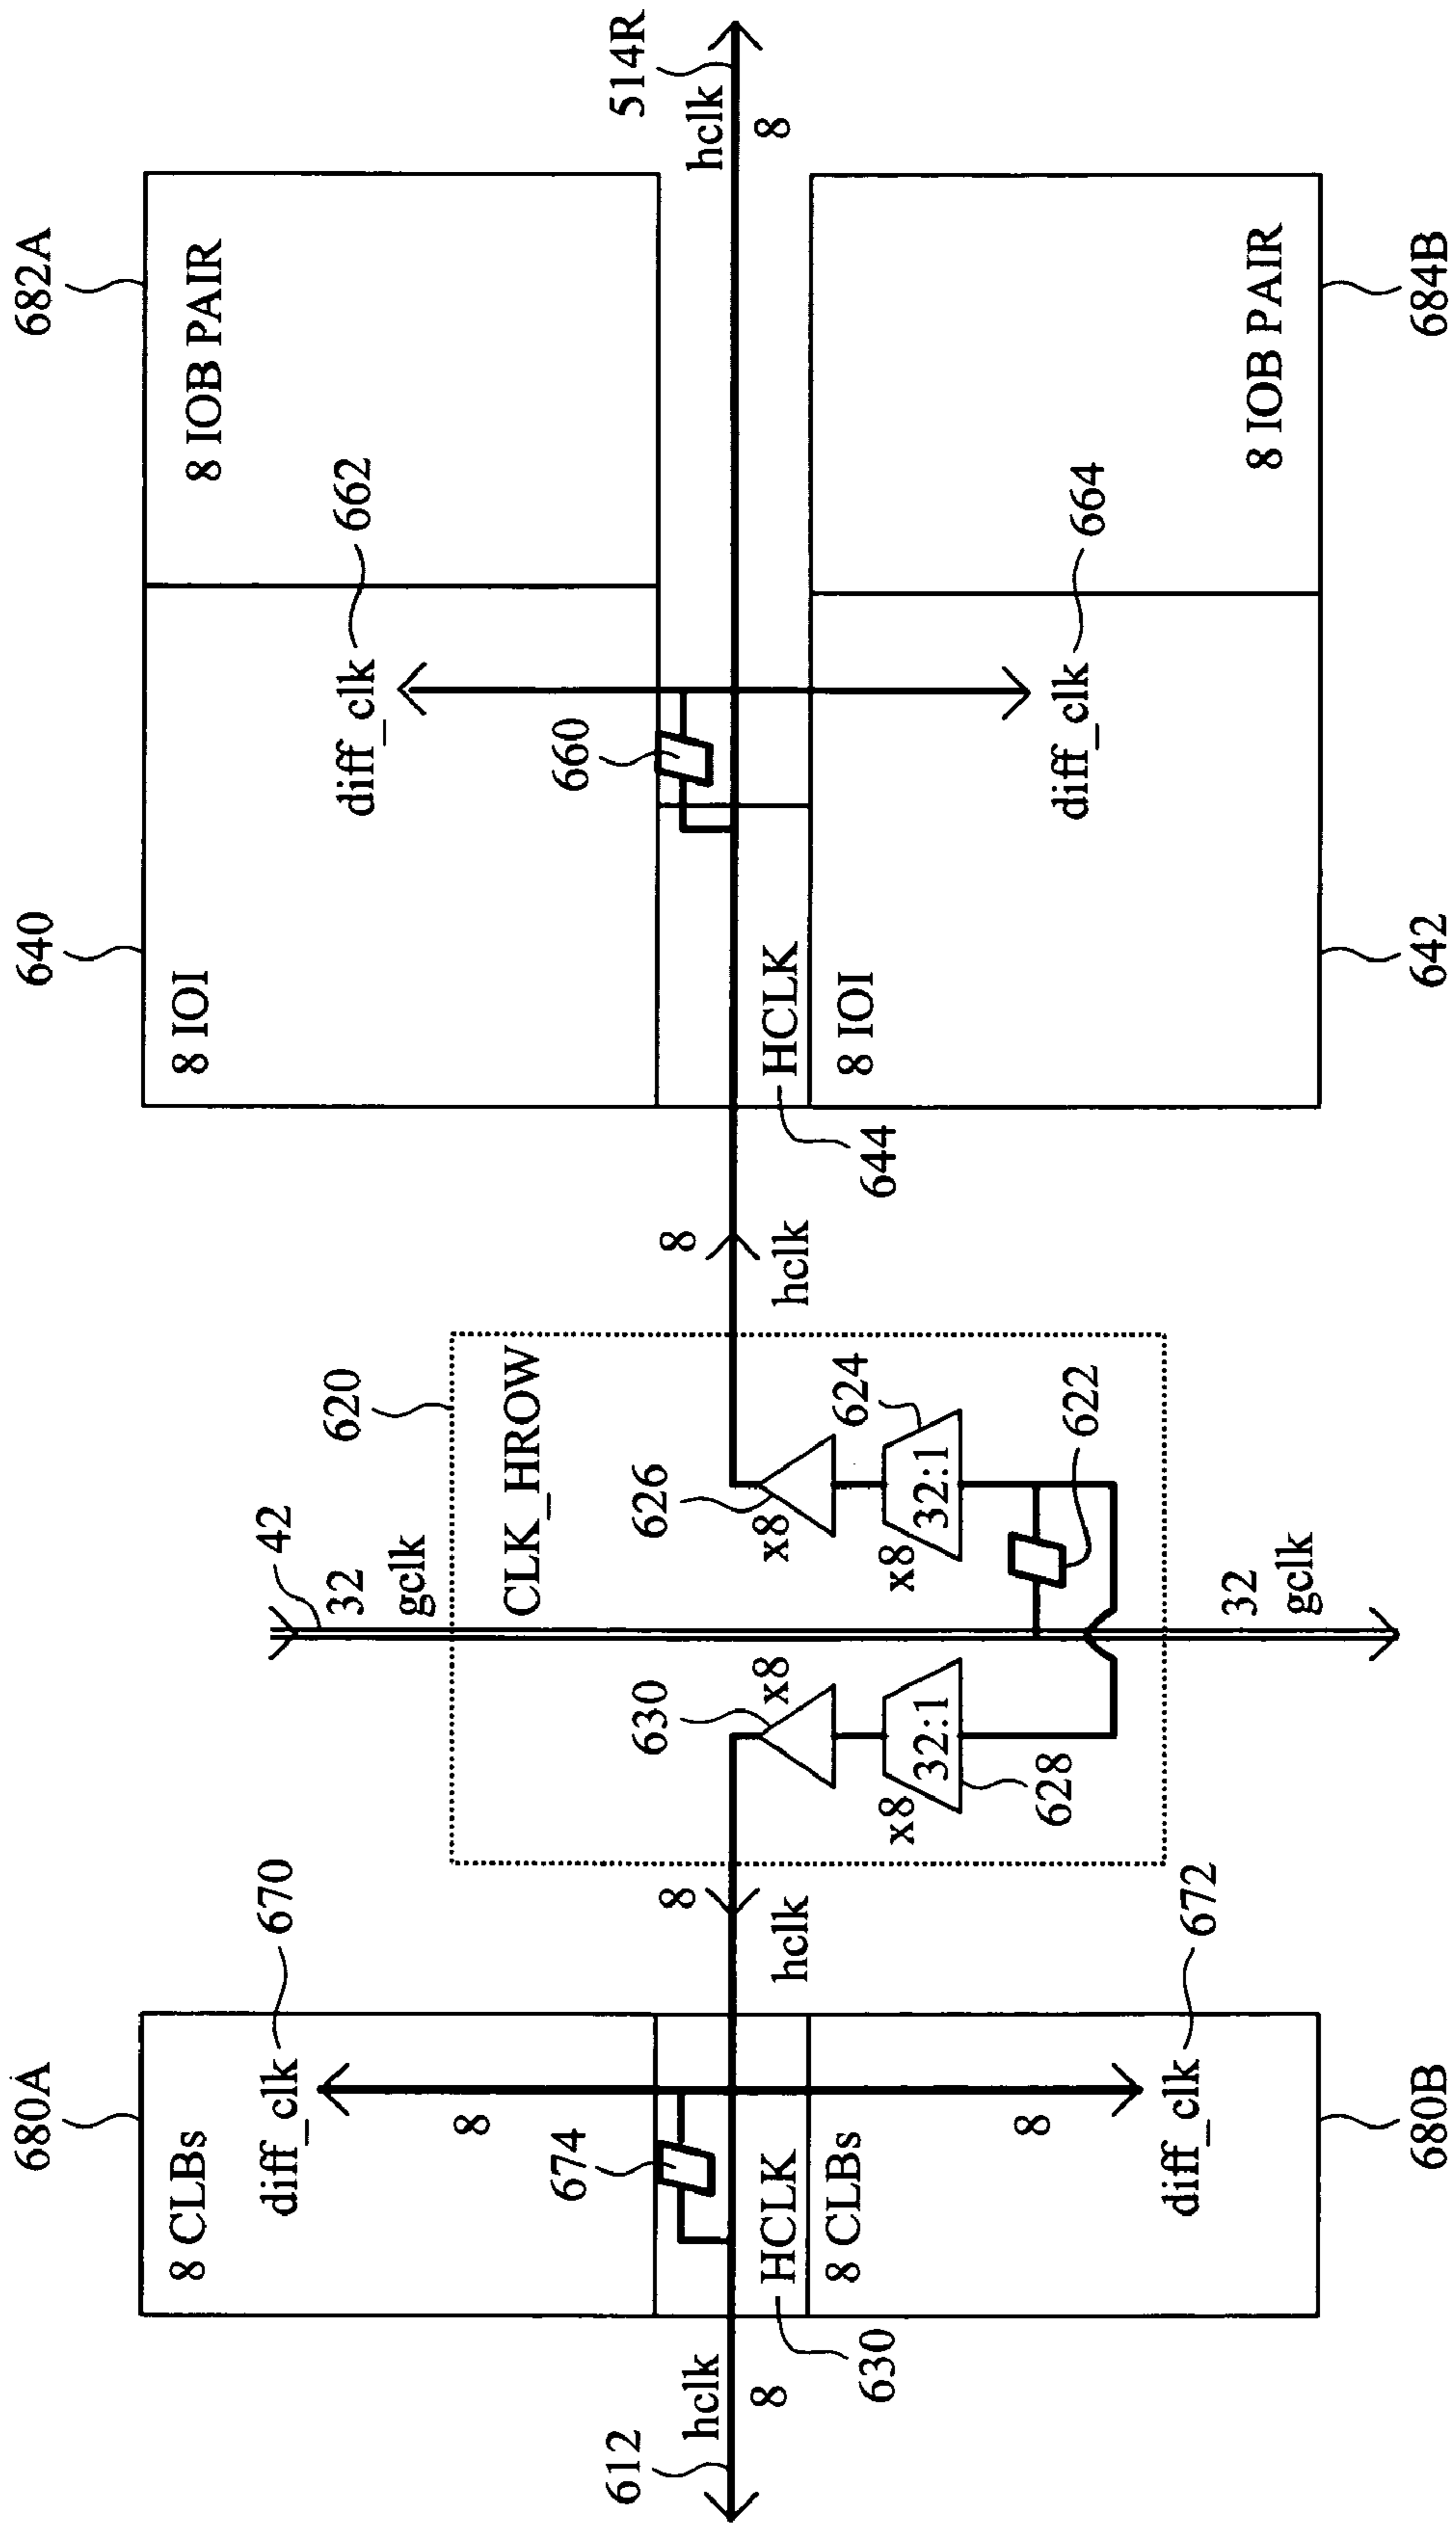 680A
640
682A
8 CLBs
8 IOI
8 IOB PAIR
diff_clk 670
42
32
620
diff_clk 662
gclk
8
CLK_HROW
674
660
612
514R
630
626
8
8
hclk
hclk
8
HCLK
hclk
x8
x8
hclk
HCLK
8
8 CLBs
624
8 IOI
630
644
x8
x8
32:1
32:1
8
628
622
diff_clk 664
diff_clk 672
32
gclk
8 IOB PAIR
680B
642
684B